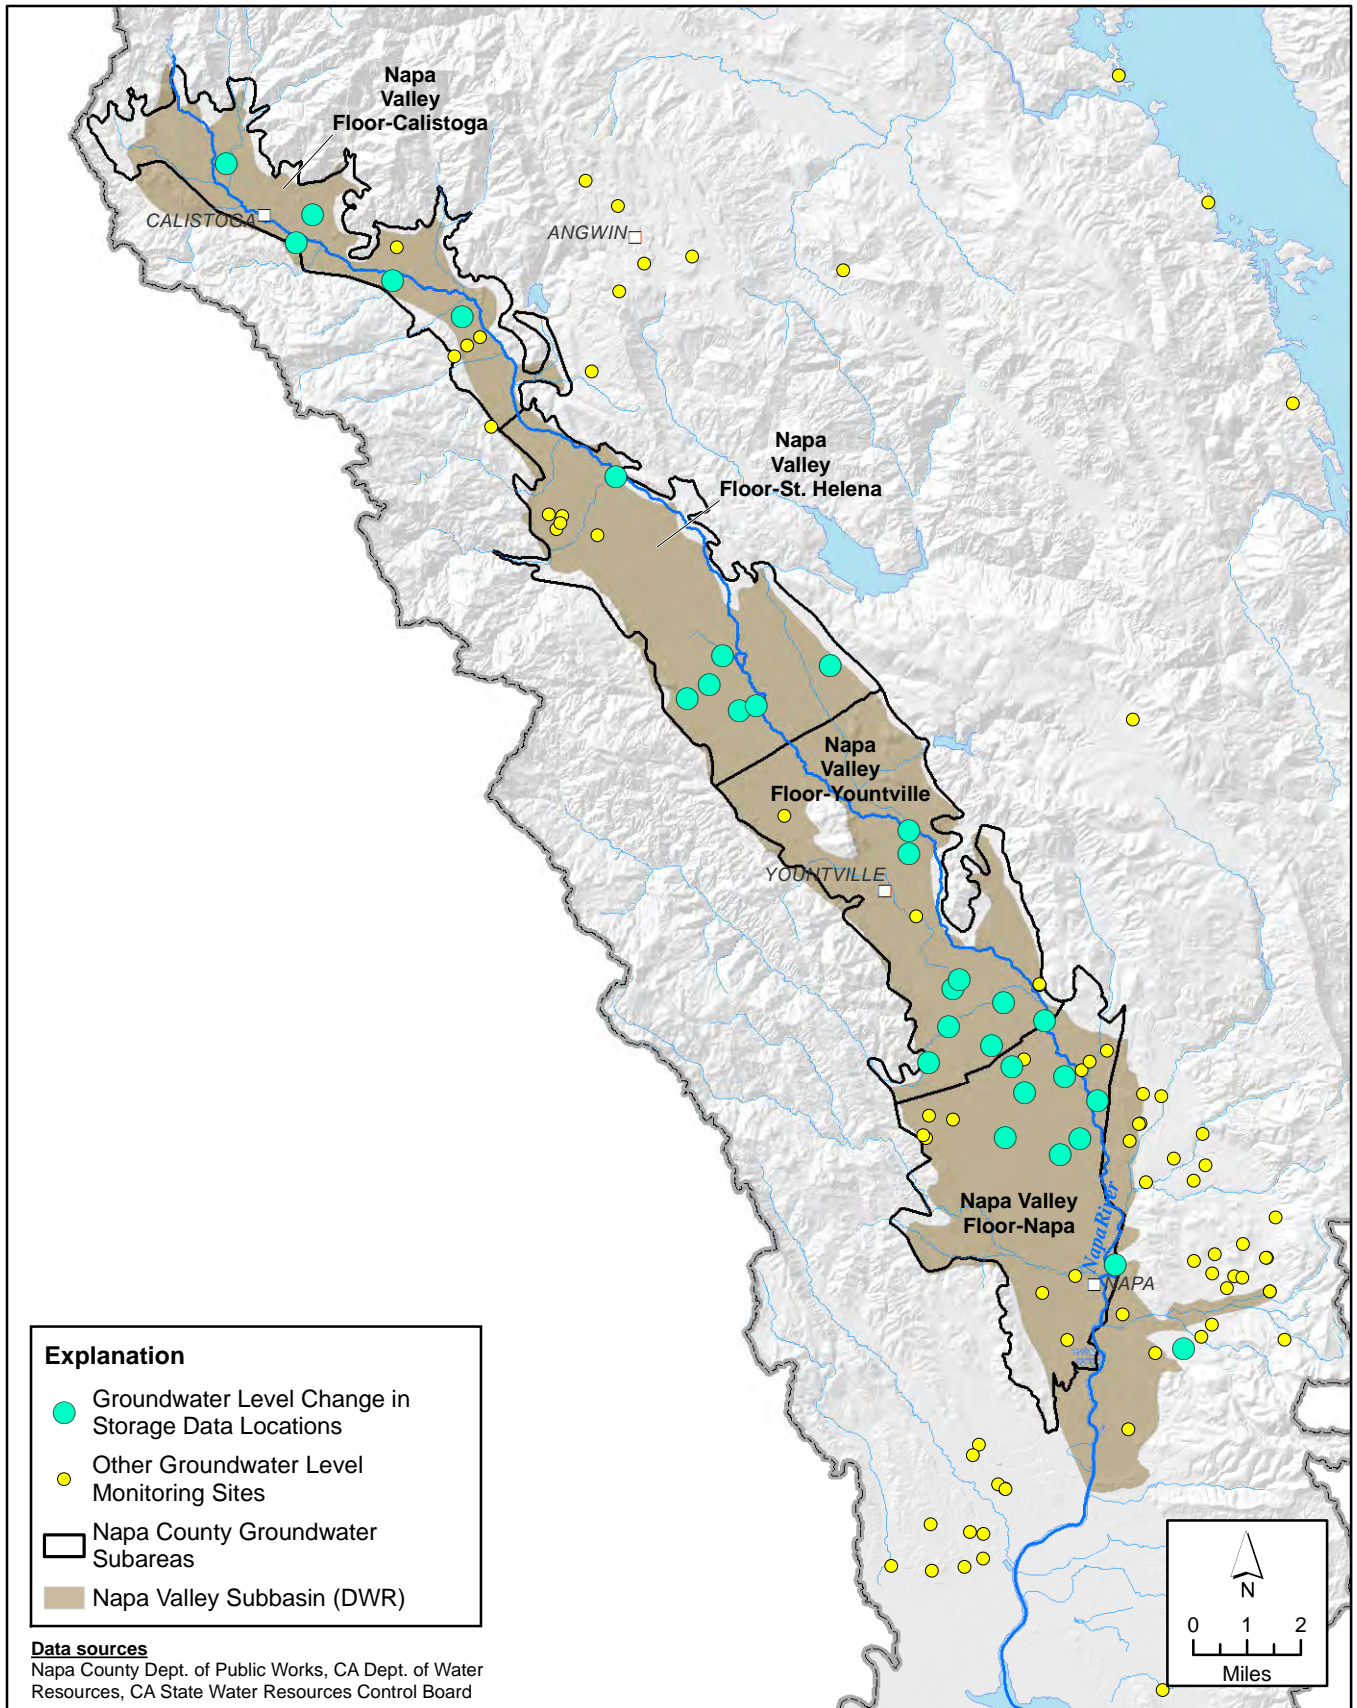 Napa
Valley
Floor-Calistoga
CALISTOGA
ANGWIN
Napa
Valley
Floor-St. Helena
Napa
Valley
Floor-Yountville
YOUNTVILLE
Napa Valley
Floor-Napa
Napa River
NAPA
Explanation
Groundwater Level Change in
Storage Data Locations
Other Groundwater Level
Monitoring Sites
Napa County Groundwater
Subareas
Napa Valley Subbasin (DWR)
Data sources
Napa County Dept. of Public Works, CA Dept. of Water
Resources, CA State Water Resources Control Board
N
0 1 2
Miles